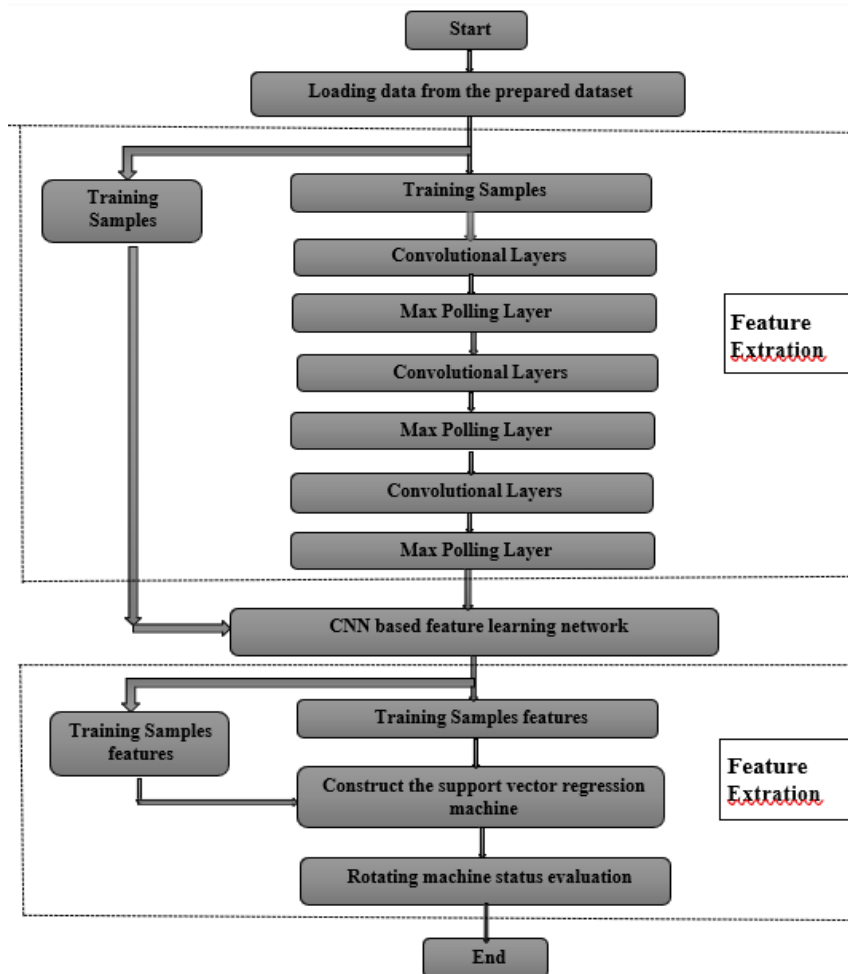 Start
Loading data from the prepared dataset
Training
Samples
Training Samples
Convolutional Layers
Max Polling Layer
Convolutional Layers
Max Polling Layer
Convolutional Layers
Max Polling Layer
Feature
Extration
CNN based feature learning network
Training Samples
features
Training Samples features
Construct the support vector regression
machine
Rotating machine status evaluation
Feature
Extration
End